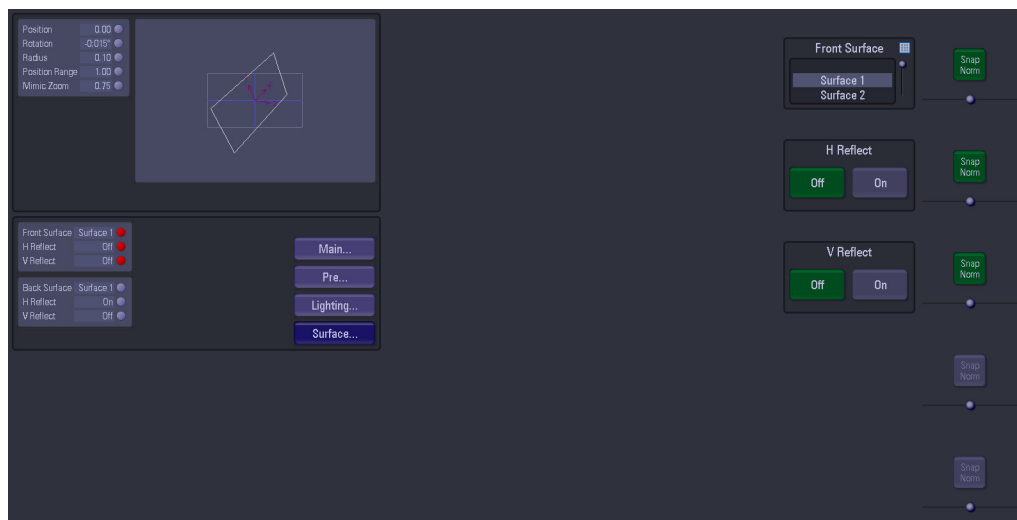 Position 0.00
Rotation -0.015°
Radius 0.10
Position Range 1.00
Mimic Zoom 0.75
Front Surface Surface 1
H Reflect Off
V Reflect Off
Back Surface Surface 1
H Reflect On
V Reflect Off
Main...
Pre...
Lighting...
Surface...
Front Surface
Surface 1
Surface 2
H Reflect
Off On
V Reflect
Off On
Snap
Norm
Snap
Norm
Snap
Norm
Snap
Norm
Snap
Norm